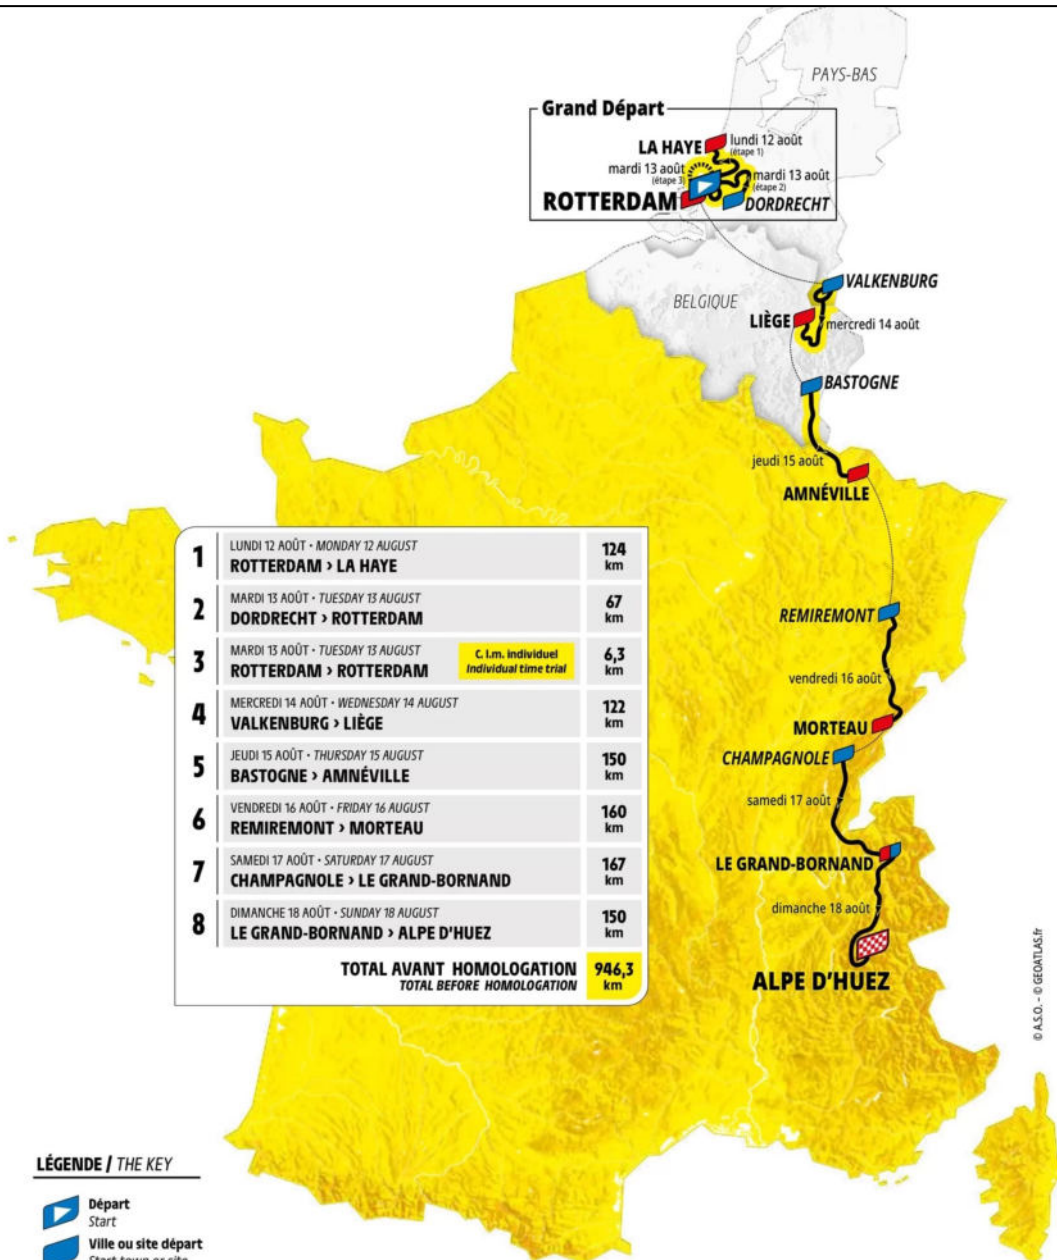 PAYS-BAS
Grand Départ
LA HAYE
lundi 12 août
(étape 1)
mardi 13 août
(étape 3)
mardi 13 août
(étape 2)
ROTTERDAM
DORDRECHT
VALKENBURG
BELGIQUE
LIÈGE
mercredi 14 août
BASTOGNE
jeudi 15 août
AMNÉVILLE
REMIREMONT
vendredi 16 août
MORTEAU
CHAMPAGNOLE
samedi 17 août
LE GRAND-BORNAND
dimanche 18 août
ALPE D'HUEZ
1 LUNDI 12 AOÛT • MONDAY 12 AUGUST
ROTTERDAM › LA HAYE
124
km
2 MARDI 13 AOÛT • TUESDAY 13 AUGUST
DORDRECHT › ROTTERDAM
67
km
3 MARDI 13 AOÛT • TUESDAY 13 AUGUST
ROTTERDAM › ROTTERDAM
C. l.m. individuel
Individual time trial
6,3
km
4 MERCREDI 14 AOÛT • WEDNESDAY 14 AUGUST
VALKENBURG › LIÈGE
122
km
5 JEUDI 15 AOÛT • THURSDAY 15 AUGUST
BASTOGNE › AMNÉVILLE
150
km
6 VENDREDI 16 AOÛT • FRIDAY 16 AUGUST
REMIREMONT › MORTEAU
160
km
7 SAMEDI 17 AOÛT • SATURDAY 17 AUGUST
CHAMPAGNOLE › LE GRAND-BORNAND
167
km
8 DIMANCHE 18 AOÛT • SUNDAY 18 AUGUST
LE GRAND-BORNAND › ALPE D'HUEZ
150
km
TOTAL AVANT HOMOLOGATION
TOTAL BEFORE HOMOLOGATION
946,3
km
© A.S.O. - © GEOATLAS.fr
LÉGENDE / THE KEY
Départ
Start
Ville ou site départ
Start town or site